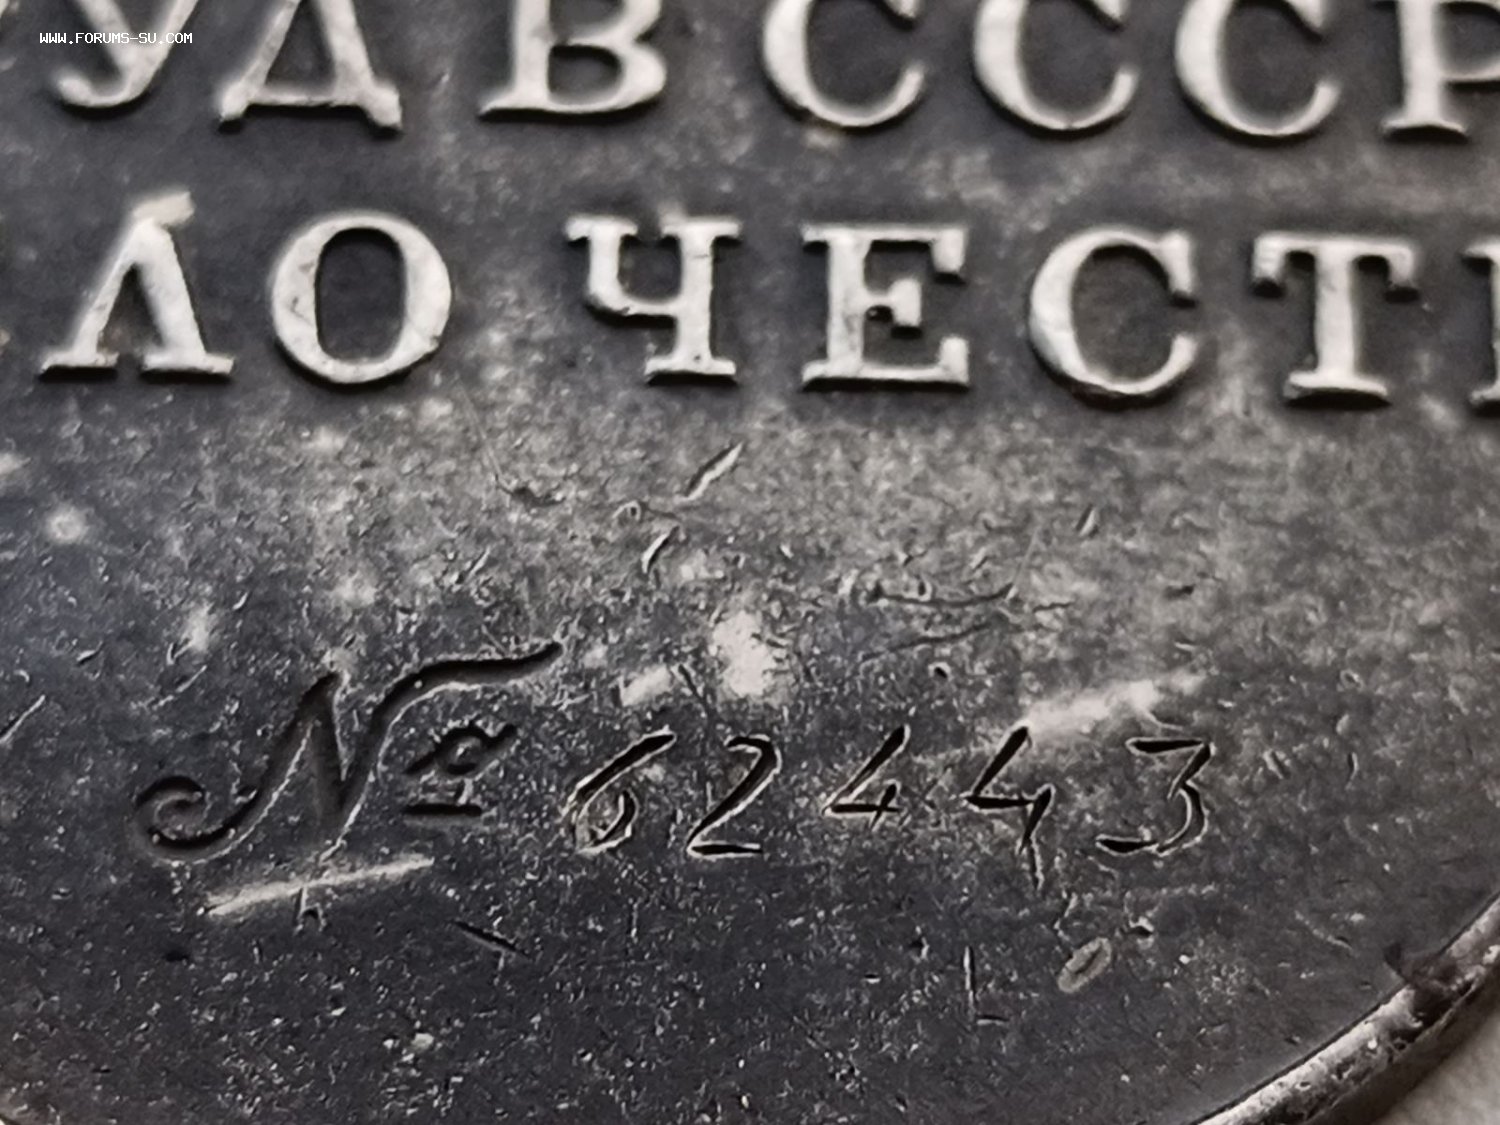 WWW.FORUMS-SU.COM
УД В СССР
ЛО ЧЕСТ
№ 62443